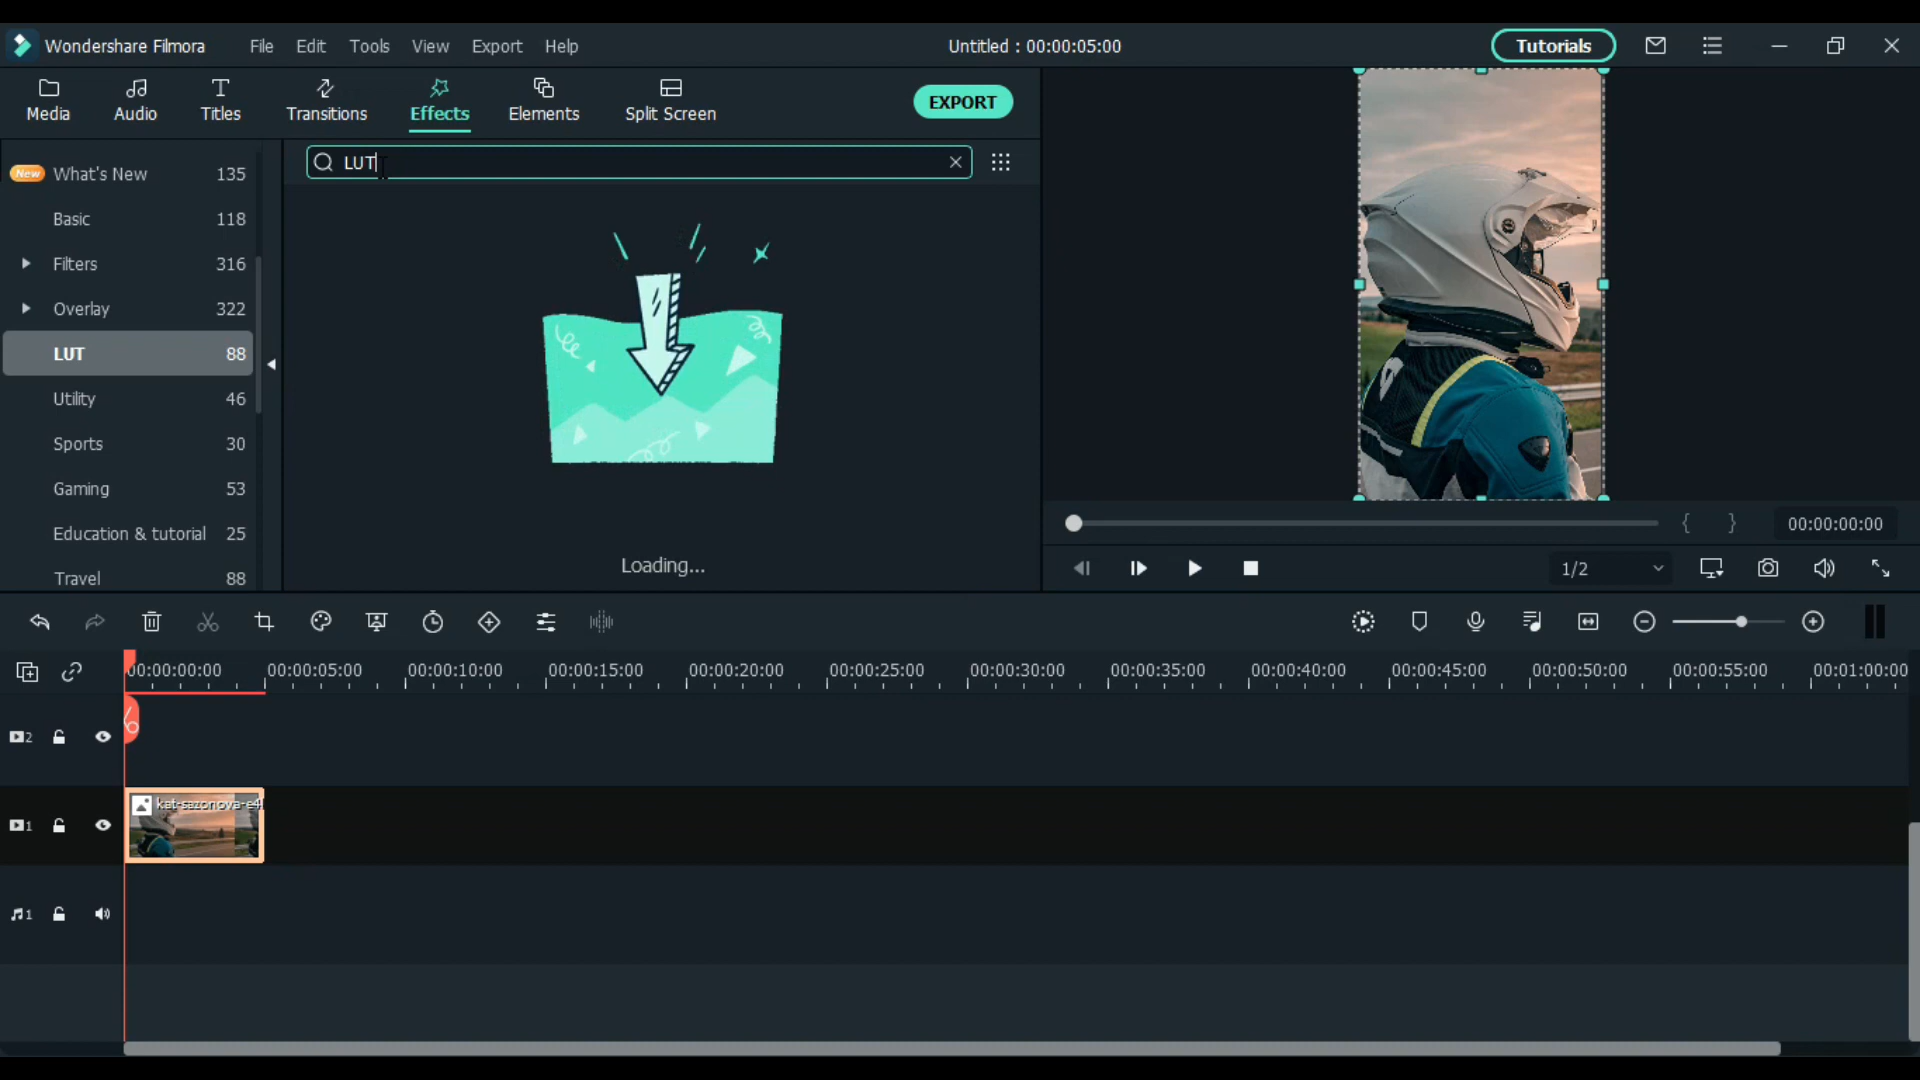 Wondershare Filmora File Edit Tools View Export Help Untitled : 00:00:05:00 Tutorials
Media Audio Titles Transitions Effects Elements Split Screen EXPORT
LUT
New What's New 135
Basic 118
Filters 316
Overlay 322
LUT 88
Utility 46
Sports 30
Gaming 53
Education & tutorial 25
Travel 88
Loading...
00:00:00:00
1/2
00:00:00:00 00:00:05:00 00:00:10:00 00:00:15:00 00:00:20:00 00:00:25:00 00:00:30:00 00:00:35:00 00:00:40:00 00:00:45:00 00:00:50:00 00:00:55:00 00:01:00:00
2
kat-sazonova-e4
1
1